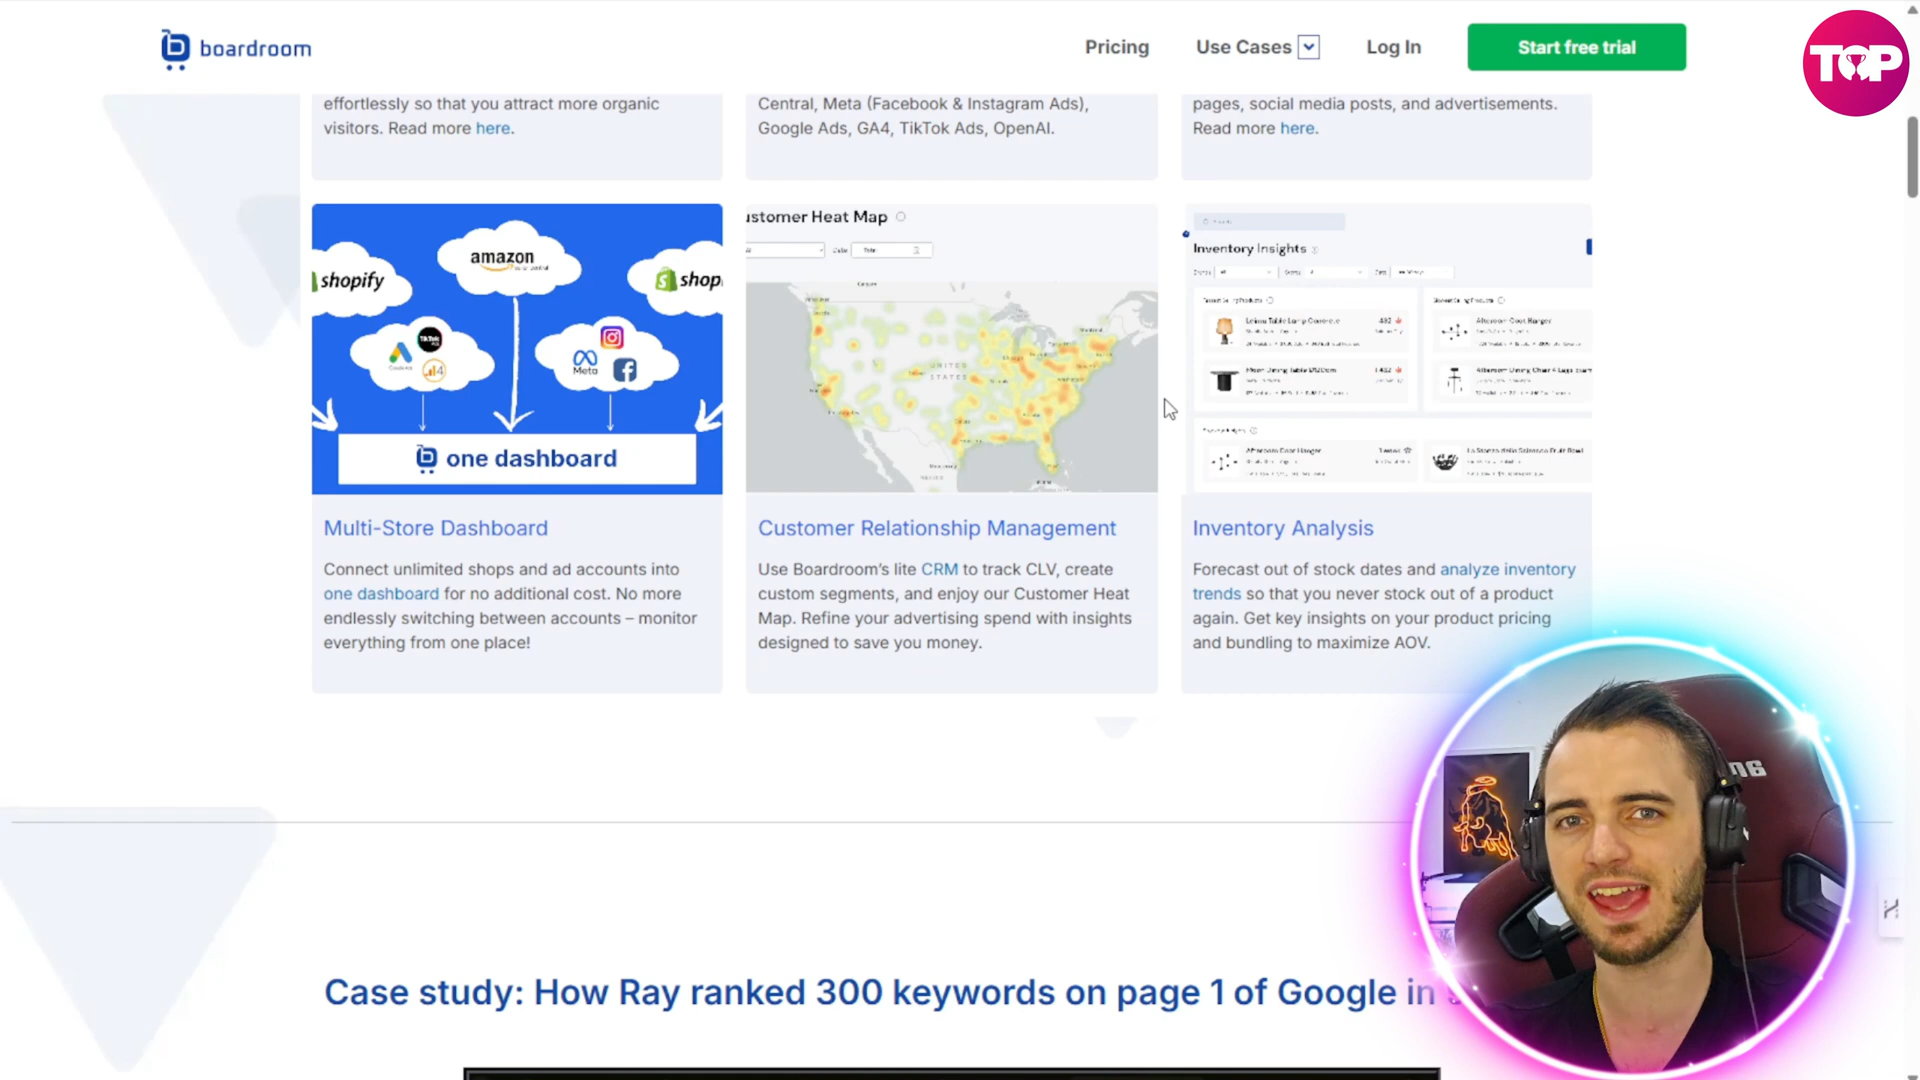 boardroom
Pricing
Use Cases
Log In
Start free trial
TOP
effortlessly so that you attract more organic
visitors. Read more here.
Central, Meta (Facebook & Instagram Ads),
Google Ads, GA4, TikTok Ads, OpenAI.
pages, social media posts, and advertisements.
Read more here.
shopify
amazon
shop
TikTok
Meta
one dashboard
ustomer Heat Map
Date
UNITED
STATES
Inventory Insights
Multi-Store Dashboard
Connect unlimited shops and ad accounts into
one dashboard for no additional cost. No more
endlessly switching between accounts – monitor
everything from one place!
Customer Relationship Management
Use Boardroom's lite CRM to track CLV, create
custom segments, and enjoy our Customer Heat
Map. Refine your advertising spend with insights
designed to save you money.
Inventory Analysis
Forecast out of stock dates and analyze inventory
trends so that you never stock out of a product
again. Get key insights on your product pricing
and bundling to maximize AOV.
Case study: How Ray ranked 300 keywords on page 1 of Google in